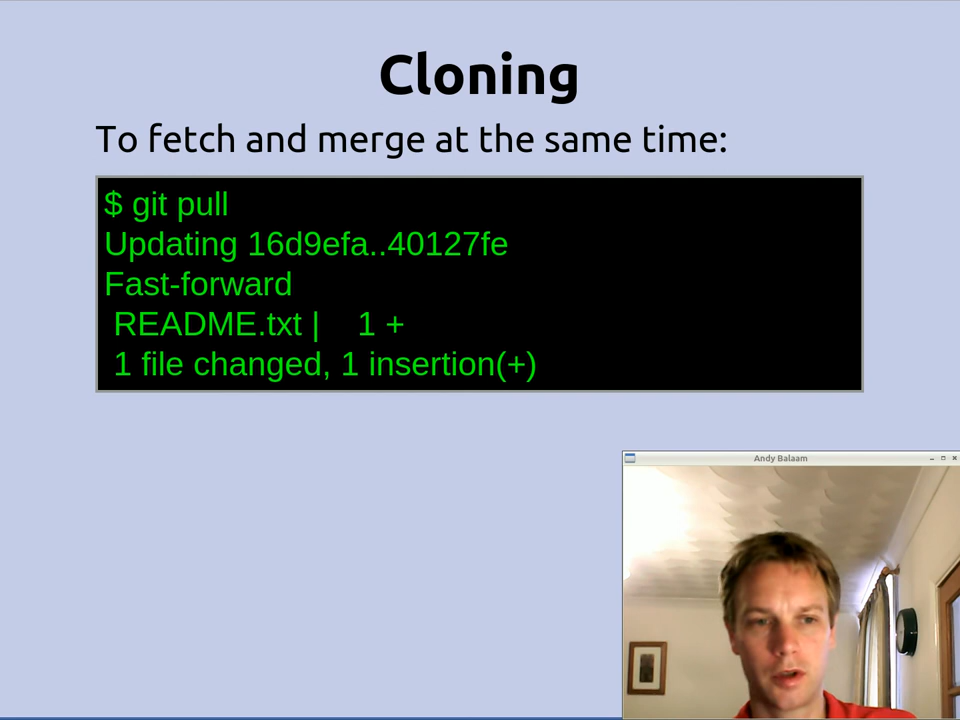 Cloning
To fetch and merge at the same time:
$ git pull
Updating 16d9efa..40127fe
Fast-forward
 README.txt |    1 +
 1 file changed, 1 insertion(+)
Andy Balaam